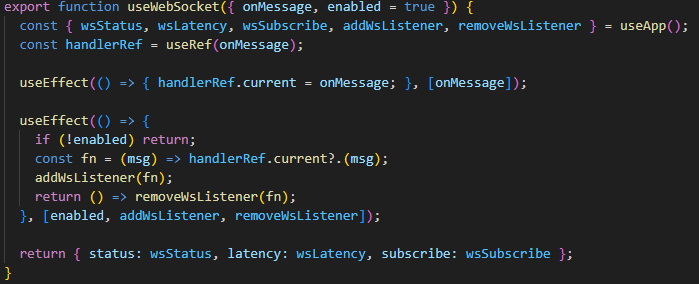 export function useWebSocket({ onMessage, enabled = true }) {
  const { wsStatus, wsLatency, wsSubscribe, addWsListener, removeWsListener } = useApp();
  const handlerRef = useRef(onMessage);

  useEffect(() => { handlerRef.current = onMessage; }, [onMessage]);

  useEffect(() => {
    if (!enabled) return;
    const fn = (msg) => handlerRef.current?.(msg);
    addWsListener(fn);
    return () => removeWsListener(fn);
  }, [enabled, addWsListener, removeWsListener]);

  return { status: wsStatus, latency: wsLatency, subscribe: wsSubscribe };
}